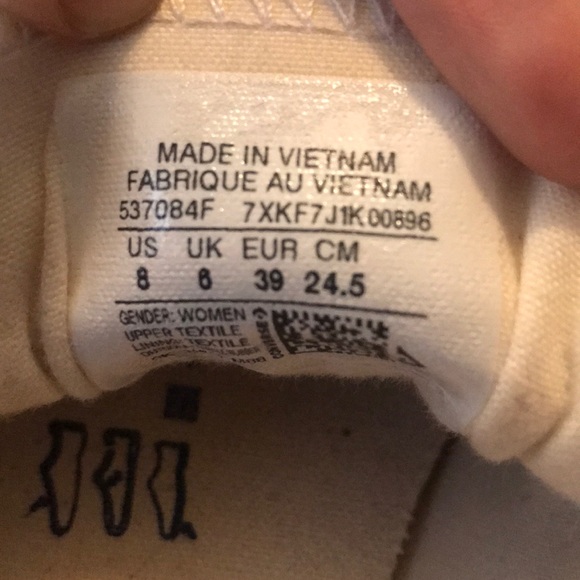 MADE IN VIETNAM
FABRIQUE AU VIETNAM
537084F 7XKF7J1K00896
US UK EUR CM
8 6 39 24.5
GENDER: WOMEN
UPPER TEXTILE
LINING: TEXTILE